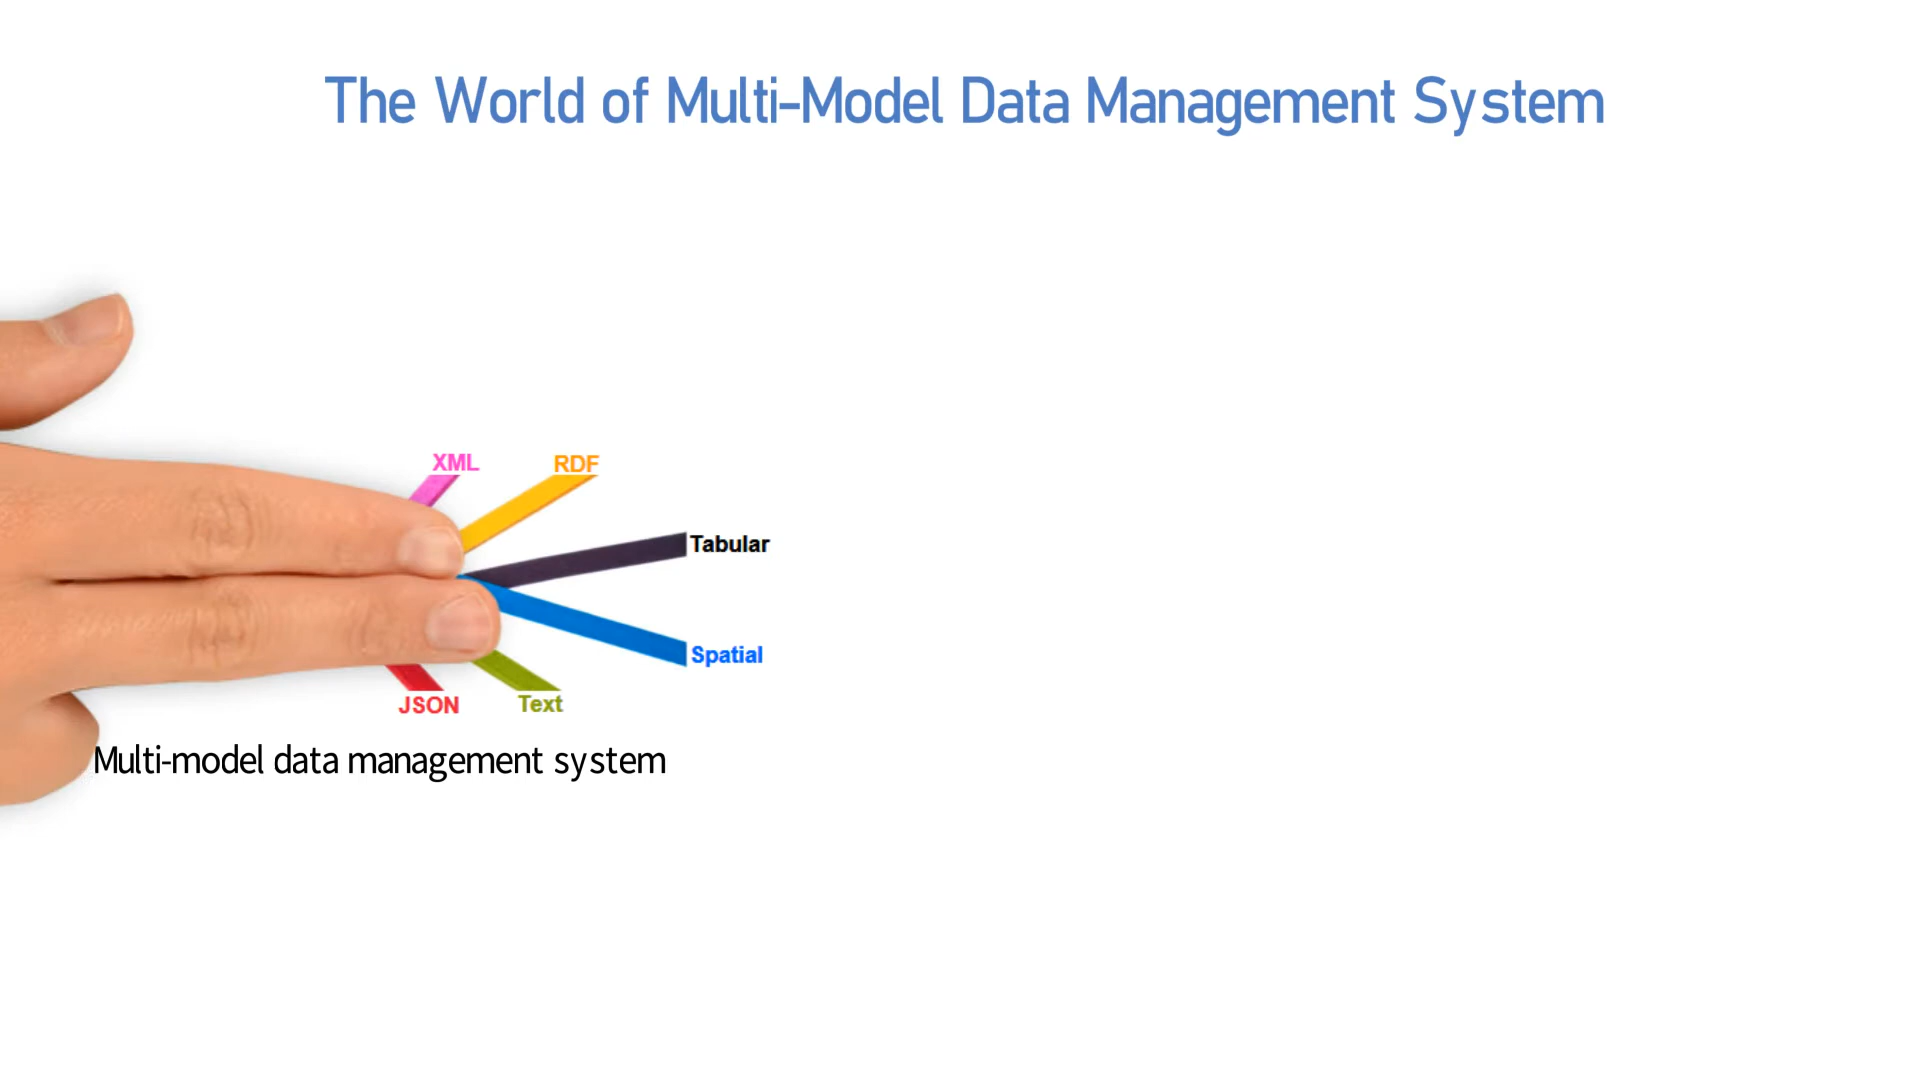 The World of Multi-Model Data Management System
XML
RDF
Tabular
Spatial
JSON
Text
Multi-model data management system